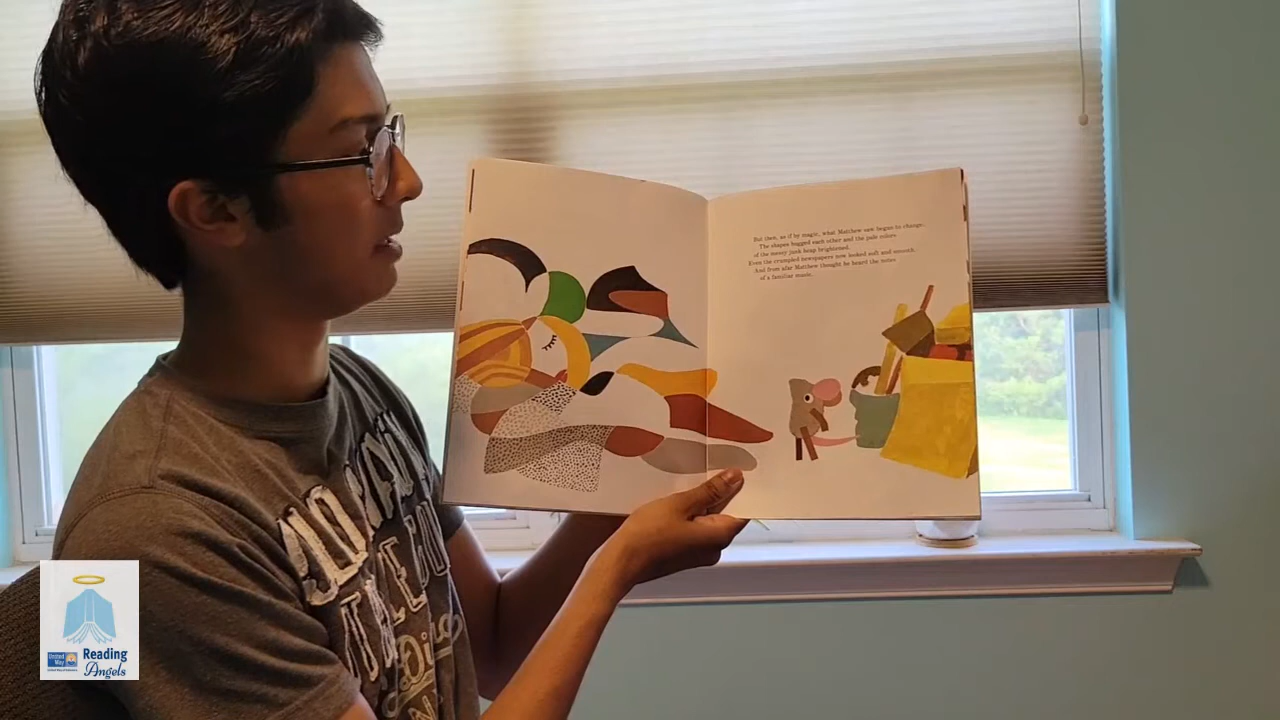 But then, as if by magic, what Matthew saw began to change.
The shapes hugged each other and the pale colors
of the messy junk heap brightened.
Even the crumpled newspapers now looked soft and smooth.
And from afar Matthew thought he heard the notes
of a familiar music.
United
Way
Reading
Angels